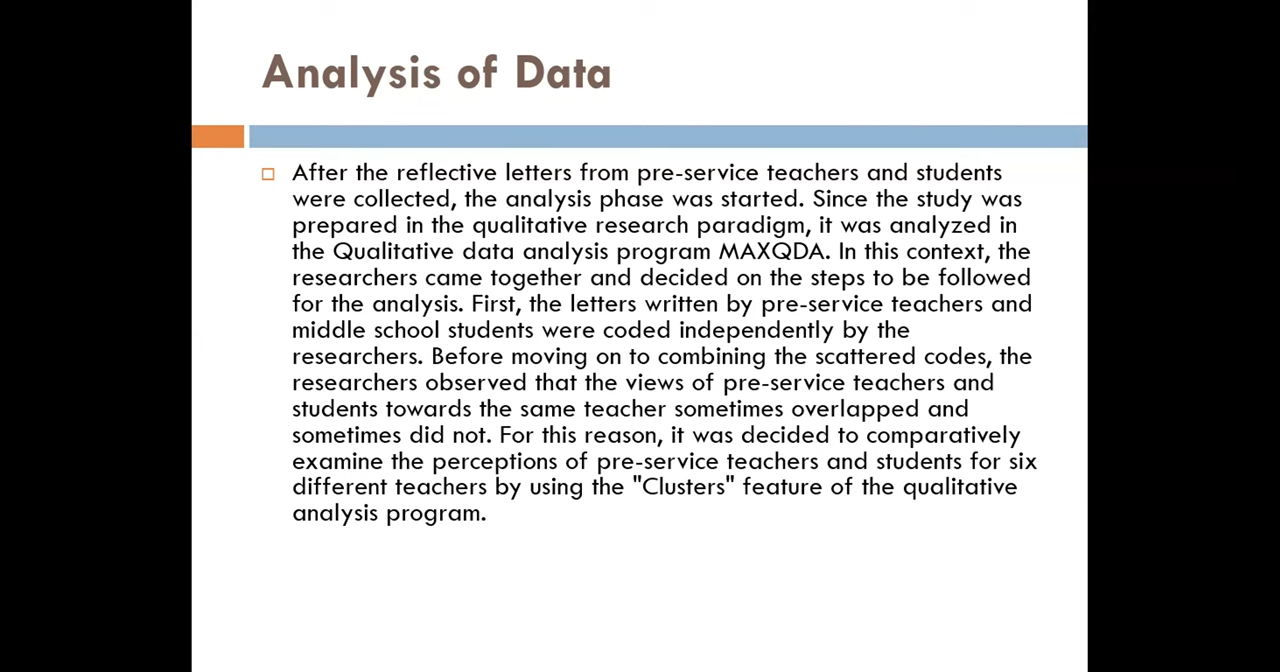 Analysis of Data
After the reflective letters from pre-service teachers and students
were collected, the analysis phase was started. Since the study was
prepared in the qualitative research paradigm, it was analyzed in
the Qualitative data analysis program MAXQDA. In this context, the
researchers came together and decided on the steps to be followed
for the analysis. First, the letters written by pre-service teachers and
middle school students were coded independently by the
researchers. Before moving on to combining the scattered codes, the
researchers observed that the views of pre-service teachers and
students towards the same teacher sometimes overlapped and
sometimes did not. For this reason, it was decided to comparatively
examine the perceptions of pre-service teachers and students for six
different teachers by using the "Clusters" feature of the qualitative
analysis program.